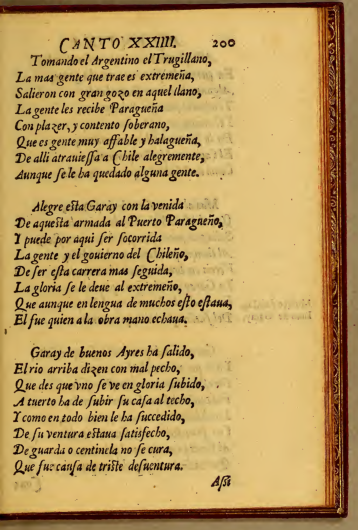 CANTO XXIIII. 200
Tomando el Argentino el Trugillano,
La mas gente que trae es extremeña,
Salieron con gran gozo en aquel llano,
La gente les recibe Paragueña
Con plazer, y contento ſoberano,
Que es gente muy affable y halagueña,
De alli atrauieſſa a Chile alegremente,
Aunque ſe le ha quedado alguna gente.
Alegre eſta Garay con la venida
De aqueſta armada al Puerto Paragueño,
Y puede por aqui ſer ſocorrida
La gente y el gouierno del Chileño,
De ſer eſta carrera mas ſeguida,
La gloria ſe le deue al extremeño,
Que aunque en lengua de muchos eſto eſtaua,
El fue quien a la obra mano echaua.
Garay de buenos Ayres ha ſalido,
El rio arriba dizen con mal pecho,
Que des que vno ſe ve en gloria ſubido,
A tuerto ha de ſubir ſu caſa al techo,
Y como en todo bien le ha ſuccedido,
De ſu ventura eſtaua ſatiſfecho,
De guarda o centinela no ſe cura,
Que fue cauſa de triſte deſuentura.
Aſsi